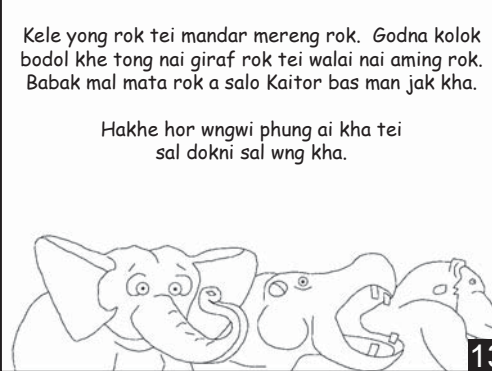 Kele yong rok tei mandar mereng rok. Godna kolok
bodol khe tong nai giraf rok tei walai nai aming rok.
Babak mal mata rok a salo Kaitor bas man jak kha.
Hakhe hor wngwi phung ai kha tei
sal dokni sal wng kha.